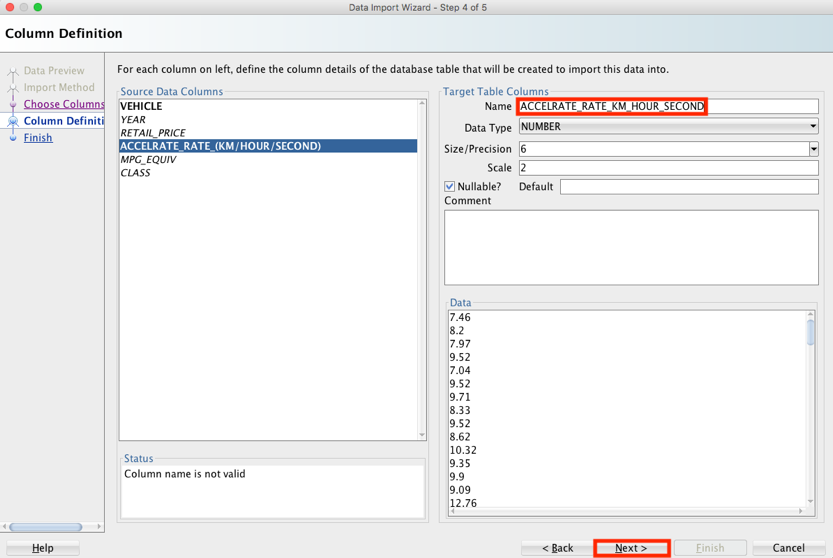 Data Import Wizard - Step 4 of 5
Column Definition
Data Preview
Import Method
Choose Columns
Column Definiti
Finish
For each column on left, define the column details of the database table that will be created to import this data into.
Source Data Columns
VEHICLE
YEAR
RETAIL_PRICE
ACCELRATE_RATE_(KM/HOUR/SECOND)
MPG_EQUIV
CLASS
Status
Column name is not valid
Target Table Columns
Name ACCELRATE_RATE_KM_HOUR_SECOND
Data Type NUMBER
Size/Precision 6
Scale 2
Nullable? Default
Comment
Data
7.46
8.2
7.97
9.52
7.04
9.52
9.71
8.33
9.52
8.62
10.32
9.35
9.9
9.09
12.76
Help
< Back
Next >
Finish
Cancel